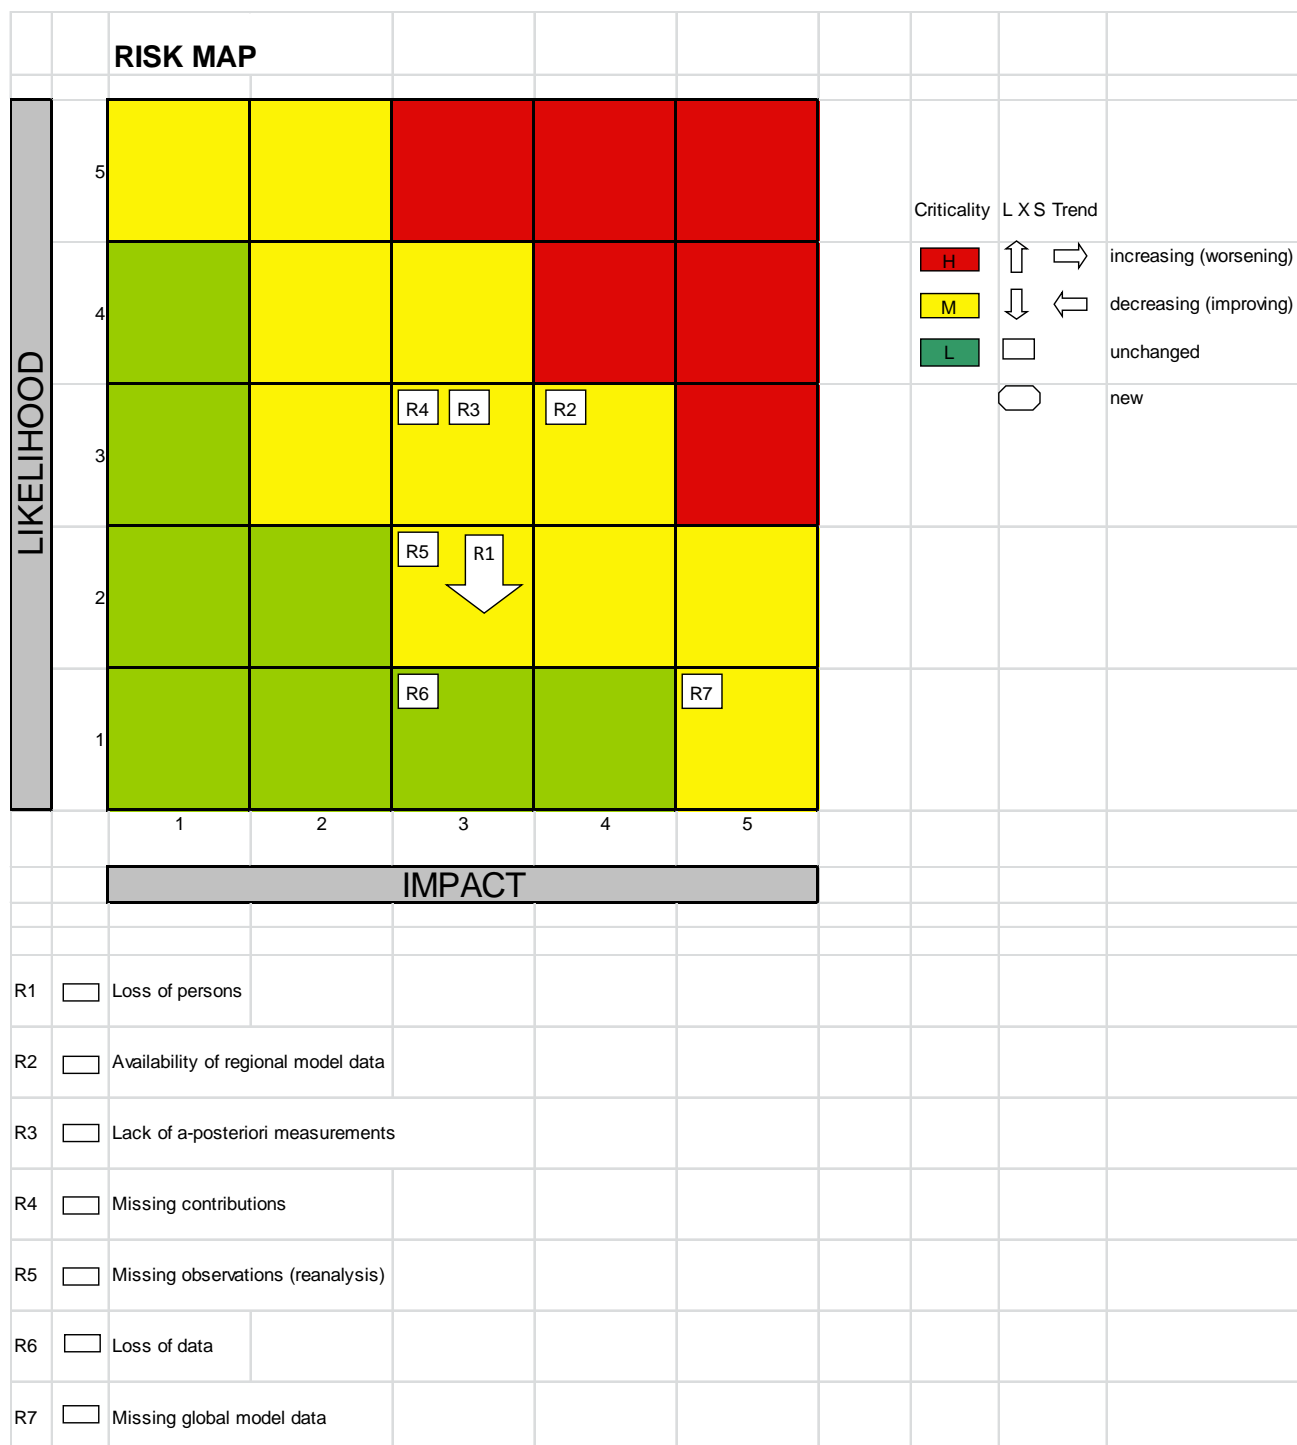 RISK MAP
LIKELIHOOD
5
Criticality L X S Trend
H increasing (worsening)
4
M decreasing (improving)
L unchanged
new
R4 R3 R2
3
R5 R1
2
R6 R7
1
1 2 3 4 5
IMPACT
R1 Loss of persons
R2 Availability of regional model data
R3 Lack of a-posteriori measurements
R4 Missing contributions
R5 Missing observations (reanalysis)
R6 Loss of data
R7 Missing global model data